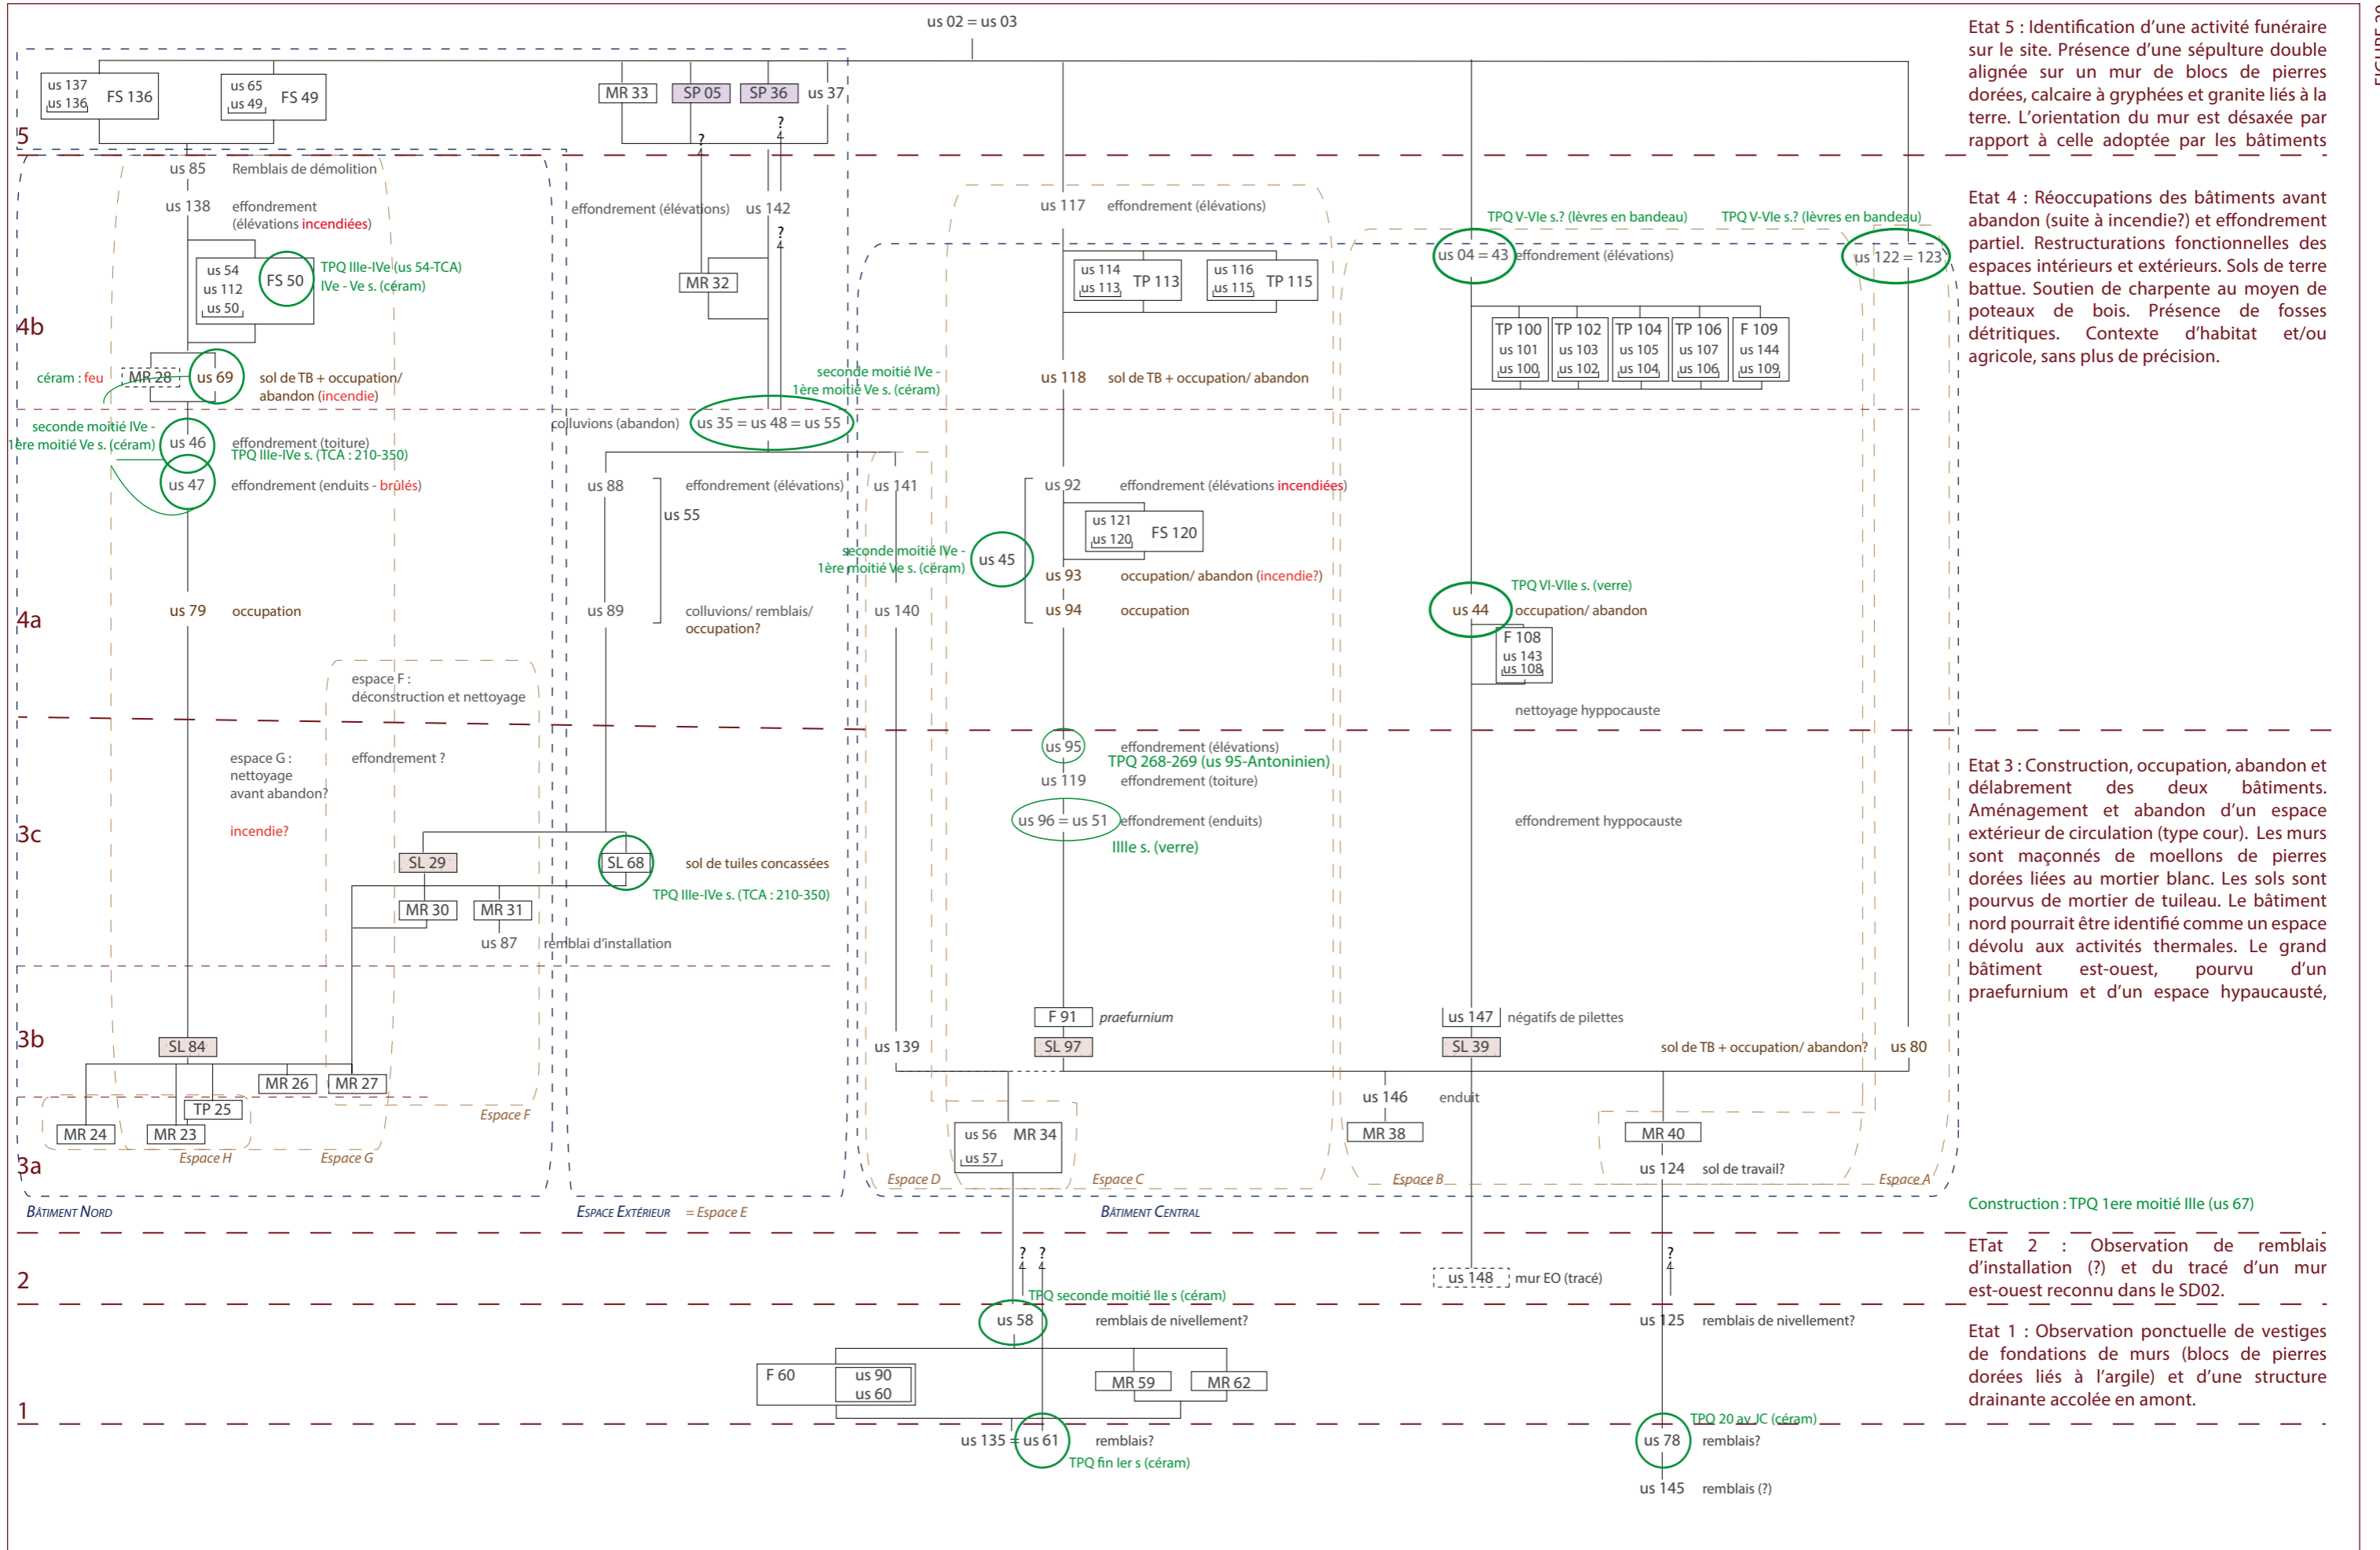 FIGURE 20
us 02 = us 03
us 137
us 136
FS 136
us 65
us 49
FS 49
MR 33
SP 05
SP 36
us 37
?
?
5
Etat 5 : Identification d'une activité funéraire
sur le site. Présence d'une sépulture double
alignée sur un mur de blocs de pierres
dorées, calcaire à gryphées et granite liés à la
terre. L'orientation du mur est désaxée par
rapport à celle adoptée par les bâtiments
us 85 Remblais de démolition
us 138 effondrement
(élévations incendiées)
us 54
us 112
us 50
FS 50
TPQ IIIe-IVe (us 54-TCA)
IVe - Ve s. (céram)
4b
céram : feu
MR 28
us 69
sol de TB + occupation/
abandon (incendie)
effondrement (élévations) us 142
?
MR 32
us 117 effondrement (élévations)
us 114
us 113
TP 113
us 116
us 115
TP 115
us 118 sol de TB + occupation/ abandon
TPQ V-VIe s.? (lèvres en bandeau)
us 04 = 43 effondrement (élévations)
TPQ V-VIe s.? (lèvres en bandeau)
us 122 = 123
TP 100
us 101
us 100
TP 102
us 103
us 102
TP 104
us 105
us 104
TP 106
us 107
us 106
F 109
us 144
us 109
Etat 4 : Réoccupations des bâtiments avant
abandon (suite à incendie?) et effondrement
partiel. Restructurations fonctionnelles des
espaces intérieurs et extérieurs. Sols de terre
battue. Soutien de charpente au moyen de
poteaux de bois. Présence de fosses
détritiques. Contexte d'habitat et/ou
agricole, sans plus de précision.
seconde moitié IVe -
1ère moitié Ve s. (céram)
us 46 effondrement (toiture)
TPQ IIIe-IVe s. (TCA : 210-350)
us 47 effondrement (enduits - brûlés)
us 79 occupation
4a
seconde moitié IVe -
1ère moitié Ve s. (céram)
colluvions (abandon) us 35 = us 48 = us 55
us 88 effondrement (élévations)
us 55
us 89 colluvions/ remblais/
occupation?
us 141
us 140
seconde moitié IVe -
1ère moitié Ve s. (céram)
us 45
us 92 effondrement (élévations incendiées)
us 121
us 120
FS 120
us 93 occupation/ abandon (incendie?)
us 94 occupation
TPQ VI-VIIe s. (verre)
us 44 occupation/ abandon
F 108
us 143
us 108
nettoyage hyppocauste
espace F :
déconstruction et nettoyage
espace G :
nettoyage
avant abandon?
incendie?
effondrement ?
3c
SL 29
SL 68 sol de tuiles concassées
TPQ IIIe-IVe s. (TCA : 210-350)
MR 30
MR 31
us 87 remblai d'installation
us 95 effondrement (élévations)
TPQ 268-269 (us 95-Antoninien)
us 119 effondrement (toiture)
us 96 = us 51 effondrement (enduits)
IIIIe s. (verre)
effondrement hyppocauste
Etat 3 : Construction, occupation, abandon et
délabrement des deux bâtiments.
Aménagement et abandon d'un espace
extérieur de circulation (type cour). Les murs
sont maçonnés de moellons de pierres
dorées liées au mortier blanc. Les sols sont
pourvus de mortier de tuileau. Le bâtiment
nord pourrait être identifié comme un espace
dévolu aux activités thermales. Le grand
bâtiment est-ouest, pourvu d'un
praefurnium et d'un espace hypaucausté,
3b
SL 84
MR 26
MR 27
us 139
F 91 praefurnium
SL 97
us 147 négatifs de pilettes
SL 39
sol de TB + occupation/ abandon? us 80
TP 25
MR 24
MR 23
Espace H
Espace G
Espace F
3a
us 56
us 57
MR 34
us 146 enduit
MR 38
MR 40
us 124 sol de travail?
Espace D
Espace C
Espace B
Espace A
BÂTIMENT NORD
ESPACE EXTÉRIEUR = Espace E
BÂTIMENT CENTRAL
Construction : TPQ 1ere moitié IIIe (us 67)
2
?
?
us 148 mur EO (tracé)
?
ETat 2 : Observation de remblais
d'installation (?) et du tracé d'un mur
est-ouest reconnu dans le SD02.
TPQ seconde moitié IIe s (céram)
us 58 remblais de nivellement?
us 125 remblais de nivellement?
Etat 1 : Observation ponctuelle de vestiges
de fondations de murs (blocs de pierres
dorées liés à l'argile) et d'une structure
drainante accolée en amont.
F 60
us 90
us 60
MR 59
MR 62
1
us 135 = us 61 remblais?
TPQ fin Ier s (céram)
TPQ 20 av JC (céram)
us 78 remblais?
us 145 remblais (?)